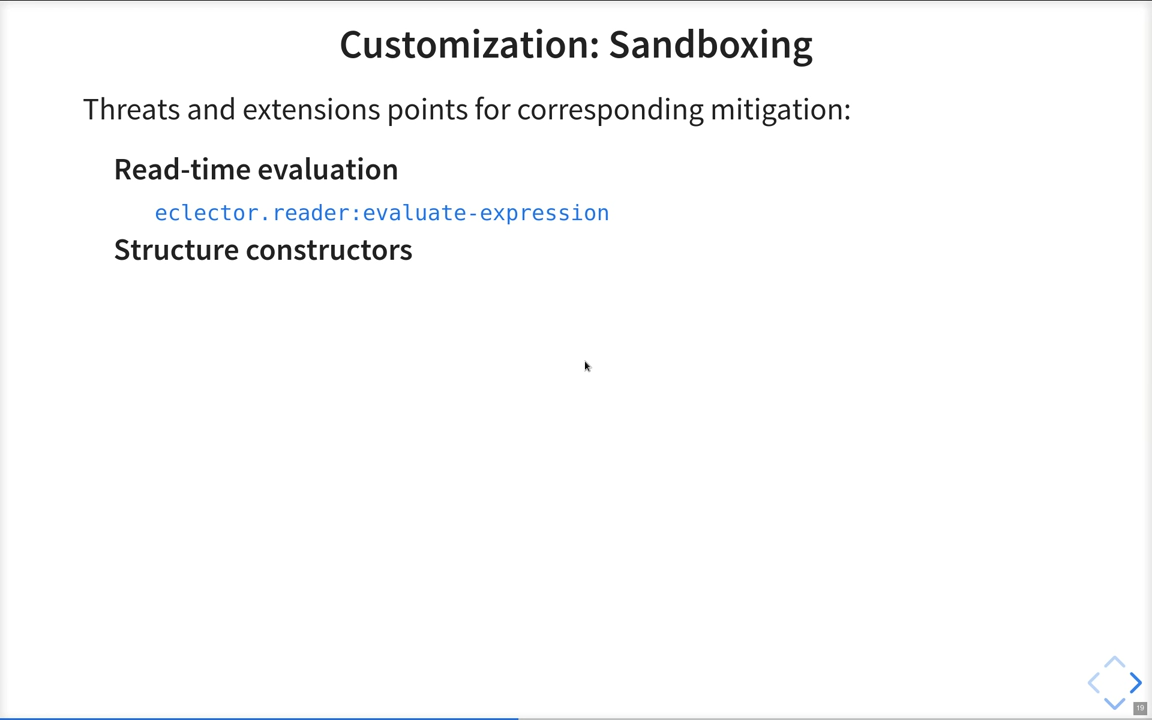 Customization: Sandboxing
Threats and extensions points for corresponding mitigation:
Read-time evaluation
eclector.reader:evaluate-expression
Structure constructors
19